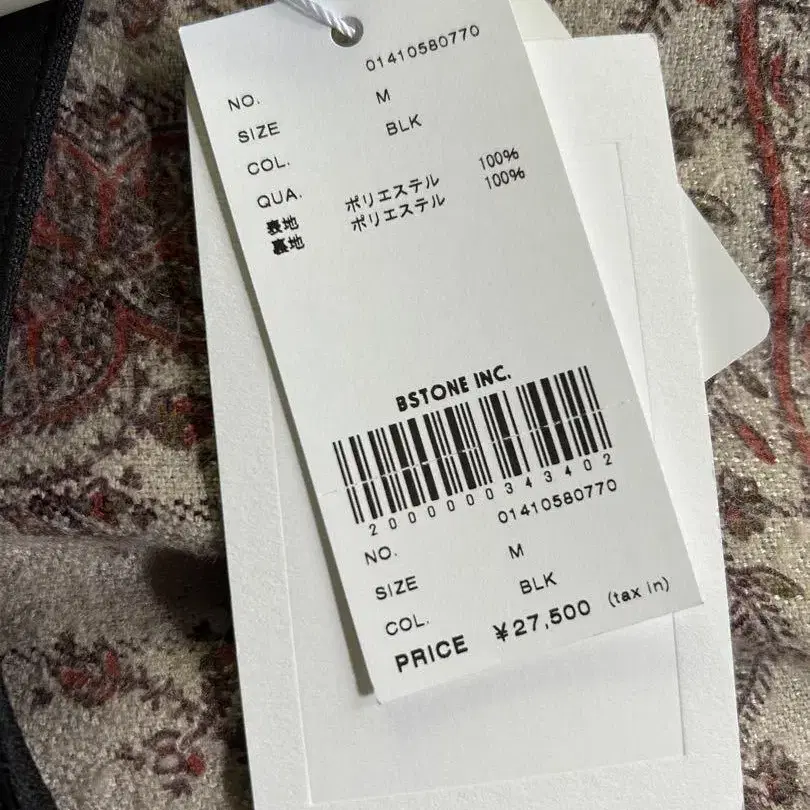 NO. 01410580770
SIZE M
COL. BLK
QUA.
表地 ポリエステル 100%
裏地 ポリエステル 100%
BSTONE INC.
2000000343402
NO. 01410580770
SIZE M
COL. BLK
PRICE ¥27,500 (tax in)